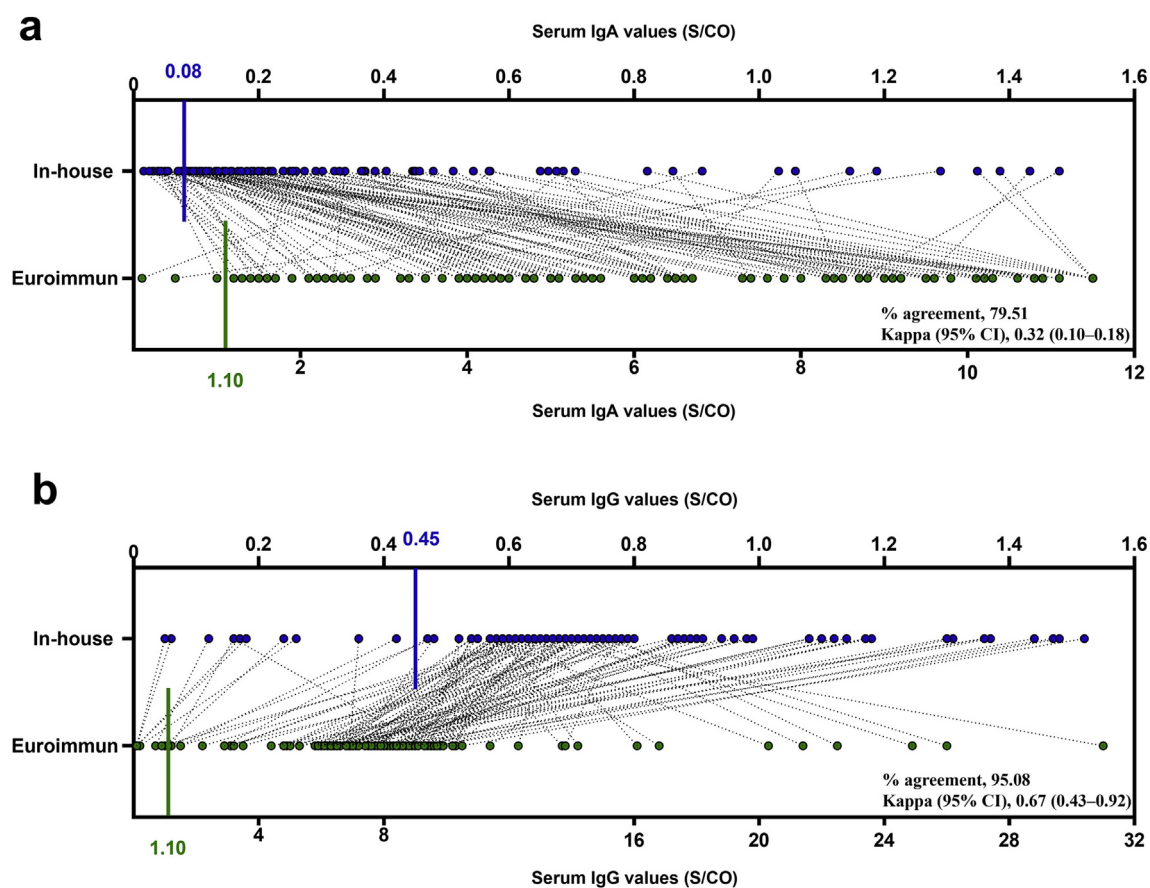 a
Serum IgA values (S/CO)
0 0.08 0.2 0.4 0.6 0.8 1.0 1.2 1.4 1.6
In-house
Euroimmun
% agreement, 79.51
Kappa (95% CI), 0.32 (0.10–0.18)
1.10 2 4 6 8 10 12
Serum IgA values (S/CO)
b
Serum IgG values (S/CO)
0 0.2 0.4 0.45 0.6 0.8 1.0 1.2 1.4 1.6
In-house
Euroimmun
% agreement, 95.08
Kappa (95% CI), 0.67 (0.43–0.92)
1.10 4 8 16 20 24 28 32
Serum IgG values (S/CO)